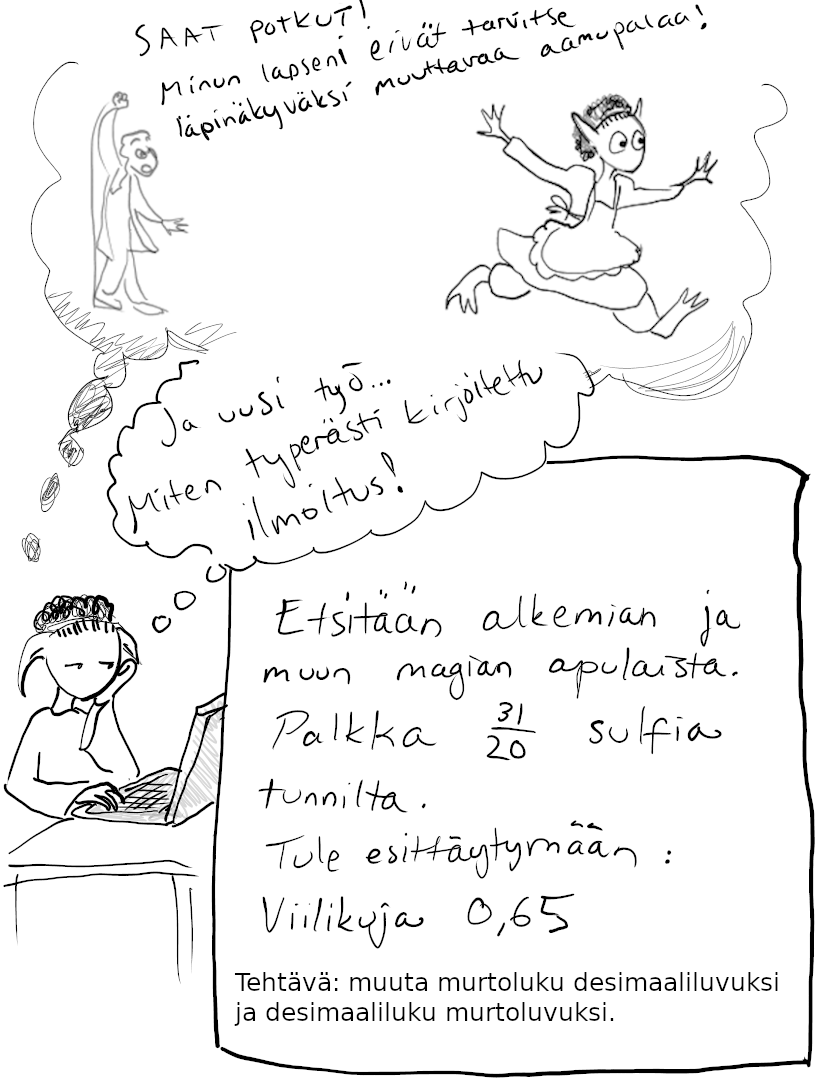 SAAT POTKUT!
Minun lapseni eivät tarvitse
läpinäkyväksi muuttavaa aamupalaa!
Ja uusi työ...
Miten typerästi kirjoitettu
ilmoitus!
Etsitään alkemian ja
muun magian apulaista.
Palkka 31/20 sulfia
tunnilta.
Tule esittäytymään:
Viilikuja 0,65
Tehtävä: muuta murtoluku desimaaliluvuksi
ja desimaaliluku murtoluvuksi.